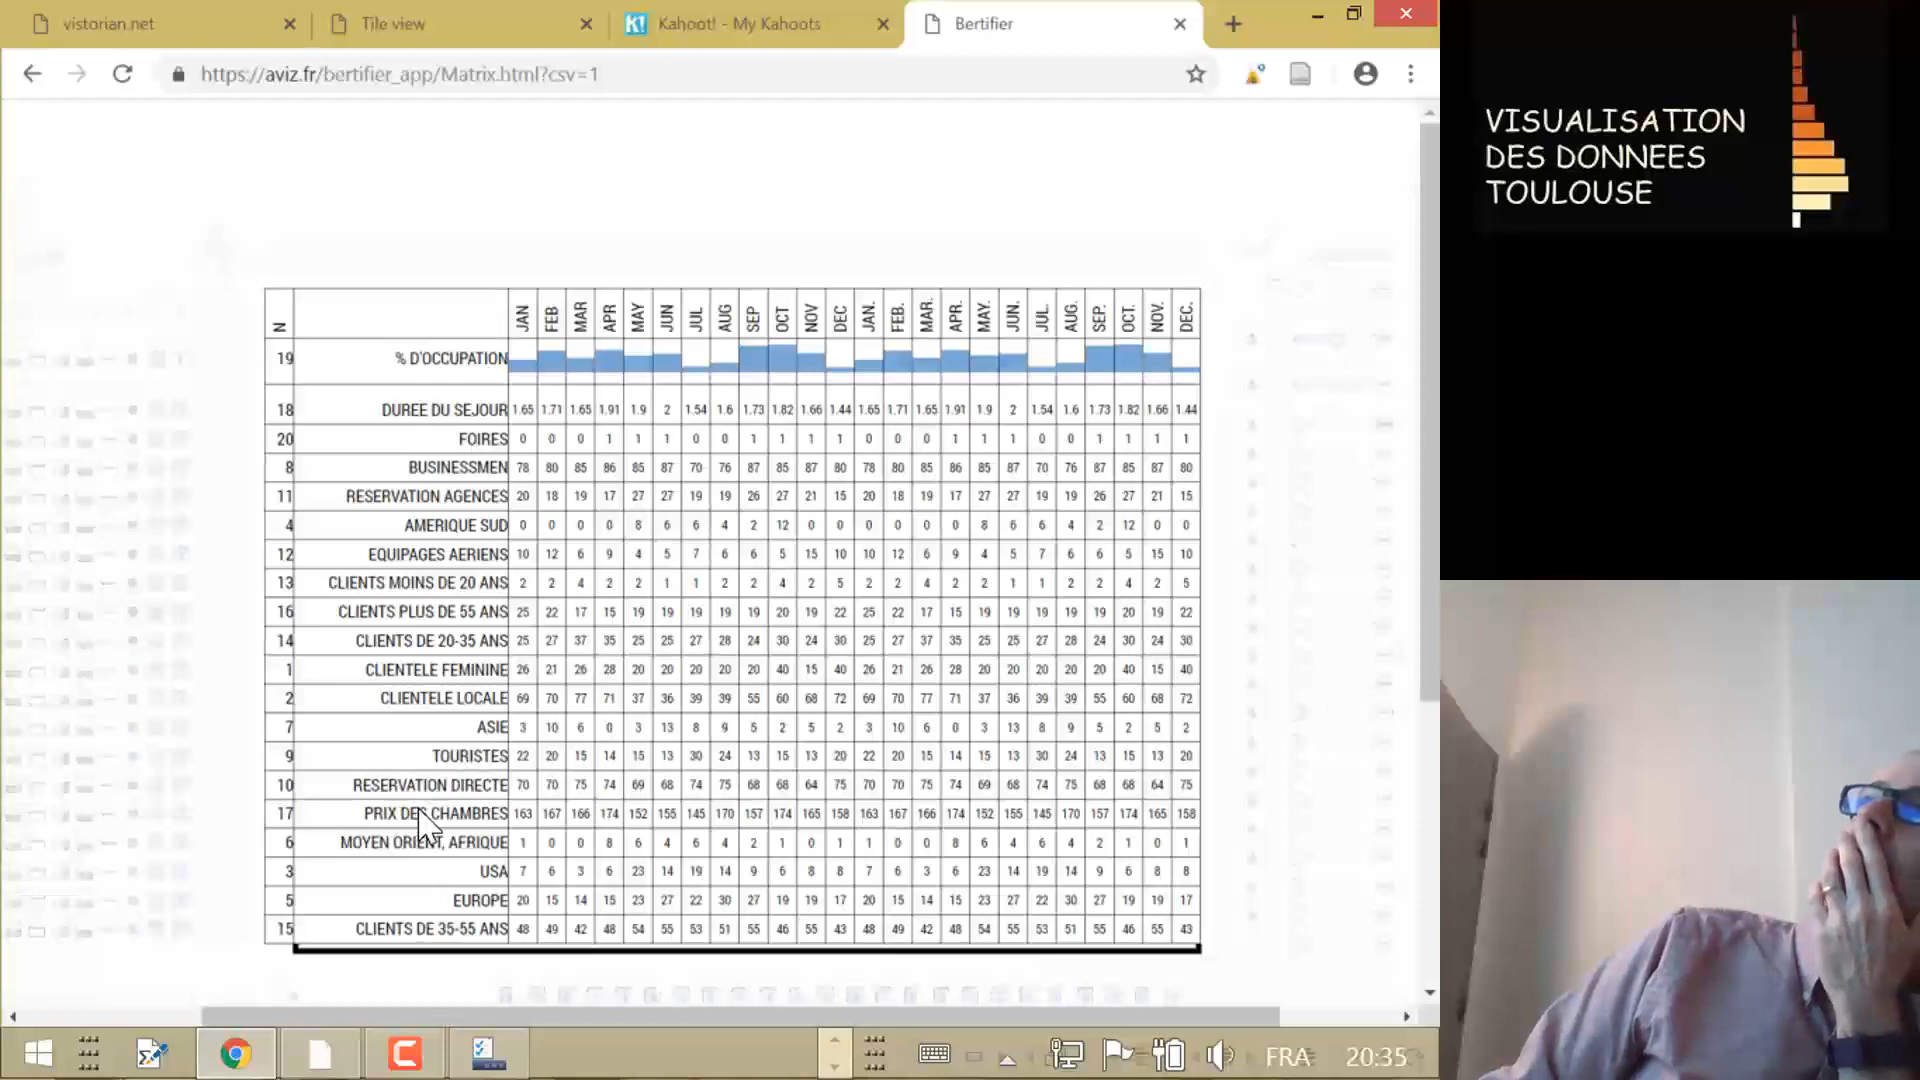 vistorian.net
Tile view
K! Kahoot! - My Kahoots
Bertifier
https://aviz.fr/bertifier_app/Matrix.html?csv=1
VISUALISATION
DES DONNEES
TOULOUSE
N JAN FEB MAR APR MAY JUN JUL AUG SEP OCT NOV DEC JAN. FEB. MAR. APR. MAY. JUN. JUL. AUG. SEP. OCT. NOV. DEC.
19 % D'OCCUPATION
18 DUREE DU SEJOUR 1.65 1.71 1.65 1.91 1.9 2 1.54 1.6 1.73 1.82 1.66 1.44 1.65 1.71 1.65 1.91 1.9 2 1.54 1.6 1.73 1.82 1.66 1.44
20 FOIRES 0 0 0 1 1 1 0 0 1 1 1 1 0 0 0 1 1 1 0 0 1 1 1 1
8 BUSINESSMEN 78 80 85 86 85 87 70 76 87 85 87 80 78 80 85 86 85 87 70 76 87 85 87 80
11 RESERVATION AGENCES 20 18 19 17 27 27 19 19 26 27 21 15 20 18 19 17 27 27 19 19 26 27 21 15
4 AMERIQUE SUD 0 0 0 0 8 6 6 4 2 12 0 0 0 0 0 0 8 6 6 4 2 12 0 0
12 EQUIPAGES AERIENS 10 12 6 9 4 5 7 6 6 5 15 10 10 12 6 9 4 5 7 6 6 5 15 10
13 CLIENTS MOINS DE 20 ANS 2 2 4 2 2 1 1 2 2 4 2 5 2 2 4 2 2 1 1 2 2 4 2 5
16 CLIENTS PLUS DE 55 ANS 25 22 17 15 19 19 19 19 19 20 19 22 25 22 17 15 19 19 19 19 19 20 19 22
14 CLIENTS DE 20-35 ANS 25 27 37 35 25 25 27 28 24 30 24 30 25 27 37 35 25 25 27 28 24 30 24 30
1 CLIENTELE FEMININE 26 21 26 28 20 20 20 20 20 40 15 40 26 21 26 28 20 20 20 20 20 40 15 40
2 CLIENTELE LOCALE 69 70 77 71 37 36 39 39 55 60 68 72 69 70 77 71 37 36 39 39 55 60 68 72
7 ASIE 3 10 6 0 3 13 8 9 5 2 5 2 3 10 6 0 3 13 8 9 5 2 5 2
9 TOURISTES 22 20 15 14 15 13 30 24 13 15 13 20 22 20 15 14 15 13 30 24 13 15 13 20
10 RESERVATION DIRECTE 70 70 75 74 69 68 74 75 68 68 64 75 70 70 75 74 69 68 74 75 68 68 64 75
17 PRIX DES CHAMBRES 163 167 166 174 152 155 145 170 157 174 165 158 163 167 166 174 152 155 145 170 157 174 165 158
6 MOYEN ORIENT, AFRIQUE 1 0 0 8 6 4 6 4 2 1 0 1 1 0 0 8 6 4 6 4 2 1 0 1
3 USA 7 6 3 6 23 14 19 14 9 6 8 8 7 6 3 6 23 14 19 14 9 6 8 8
5 EUROPE 20 15 14 15 23 27 22 30 27 19 19 17 20 15 14 15 23 27 22 30 27 19 19 17
15 CLIENTS DE 35-55 ANS 48 49 42 48 54 55 53 51 55 46 55 43 48 49 42 48 54 55 53 51 55 46 55 43
FRA 20:35